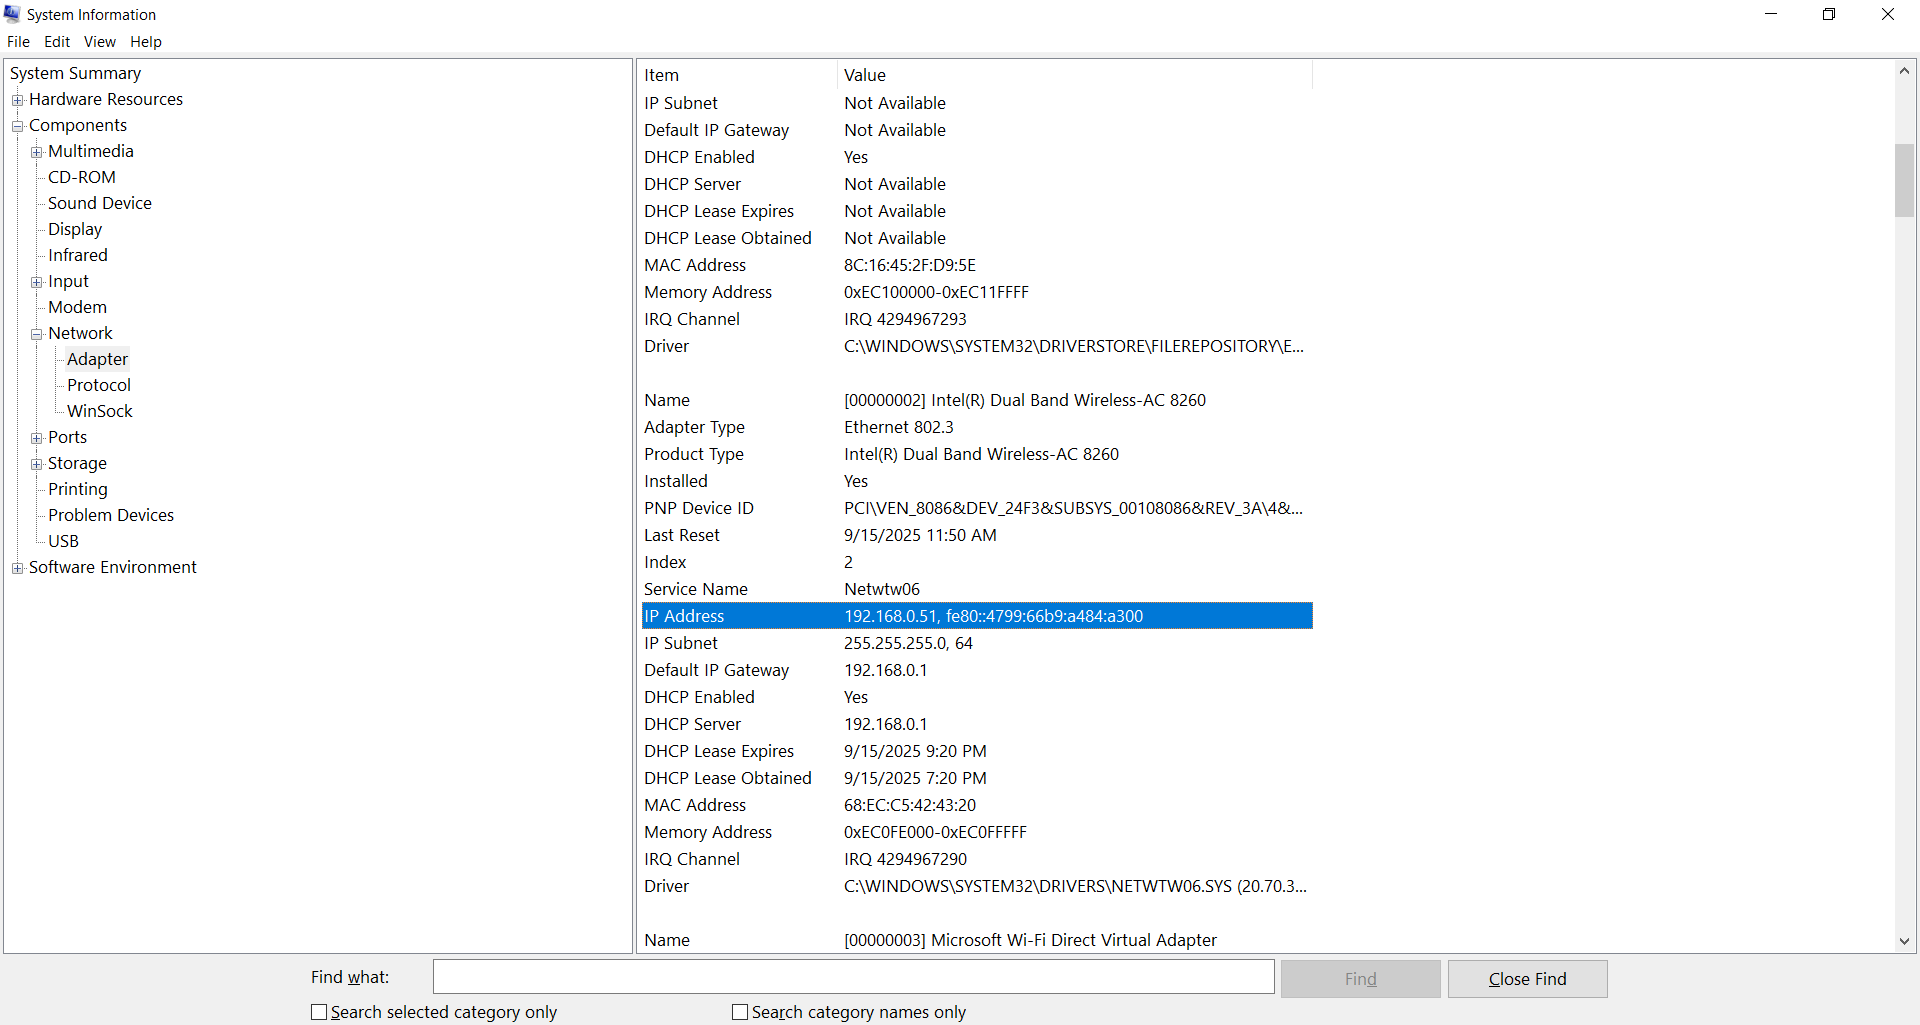 System Information
File Edit View Help
System Summary
Hardware Resources
Components
Multimedia
CD-ROM
Sound Device
Display
Infrared
Input
Modem
Network
Adapter
Protocol
WinSock
Ports
Storage
Printing
Problem Devices
USB
Software Environment
Item Value
IP Subnet Not Available
Default IP Gateway Not Available
DHCP Enabled Yes
DHCP Server Not Available
DHCP Lease Expires Not Available
DHCP Lease Obtained Not Available
MAC Address 8C:16:45:2F:D9:5E
Memory Address 0xEC100000-0xEC11FFFF
IRQ Channel IRQ 4294967293
Driver C:\WINDOWS\SYSTEM32\DRIVERSTORE\FILEREPOSITORY\E...
Name [00000002] Intel(R) Dual Band Wireless-AC 8260
Adapter Type Ethernet 802.3
Product Type Intel(R) Dual Band Wireless-AC 8260
Installed Yes
PNP Device ID PCI\VEN_8086&DEV_24F3&SUBSYS_00108086&REV_3A\4&...
Last Reset 9/15/2025 11:50 AM
Index 2
Service Name Netwtw06
IP Address 192.168.0.51, fe80::4799:66b9:a484:a300
IP Subnet 255.255.255.0, 64
Default IP Gateway 192.168.0.1
DHCP Enabled Yes
DHCP Server 192.168.0.1
DHCP Lease Expires 9/15/2025 9:20 PM
DHCP Lease Obtained 9/15/2025 7:20 PM
MAC Address 68:EC:C5:42:43:20
Memory Address 0xEC0FE000-0xEC0FFFFF
IRQ Channel IRQ 4294967290
Driver C:\WINDOWS\SYSTEM32\DRIVERS\NETWTW06.SYS (20.70.3...
Name [00000003] Microsoft Wi-Fi Direct Virtual Adapter
Find what: Find Close Find
Search selected category only Search category names only